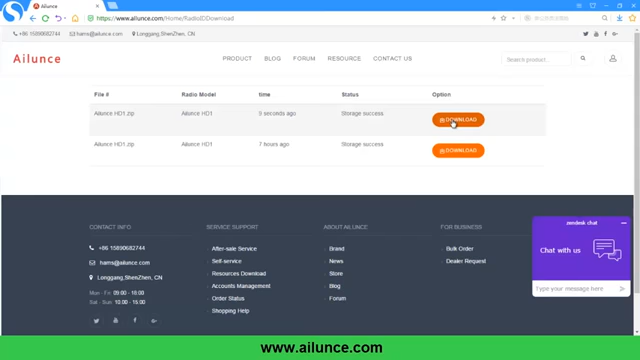 Ailunce
www.ailunce.com/Home/RadioIDDownload
+86 15890682744 hams@ailunce.com Longgang,ShenZhen, CN
Ailunce PRODUCT BLOG FORUM RESOURCE CONTACT US Search product...
File # Radio Model time Status Option
Ailunce HD1.zip Ailunce HD1 9 seconds ago Storage success DOWNLOAD
Ailunce HD1.zip Ailunce HD1 7 hours ago Storage success DOWNLOAD
CONTACT INFO
+86 15890682744
hams@ailunce.com
Longgang,ShenZhen, CN
Mon - Fri: 09:00 - 18:00
Sat - Sun: 10:00 - 15:00
SERVICE SUPPORT
After-sale Service
Self-service
Resources Download
Accounts Management
Order Status
Shopping Help
ABOUT AILUNCE
Brand
News
Store
Blog
Forum
FOR BUSINESS
Bulk Order
Dealer Request
zendesk chat
Chat with us
Type your message here
www.ailunce.com